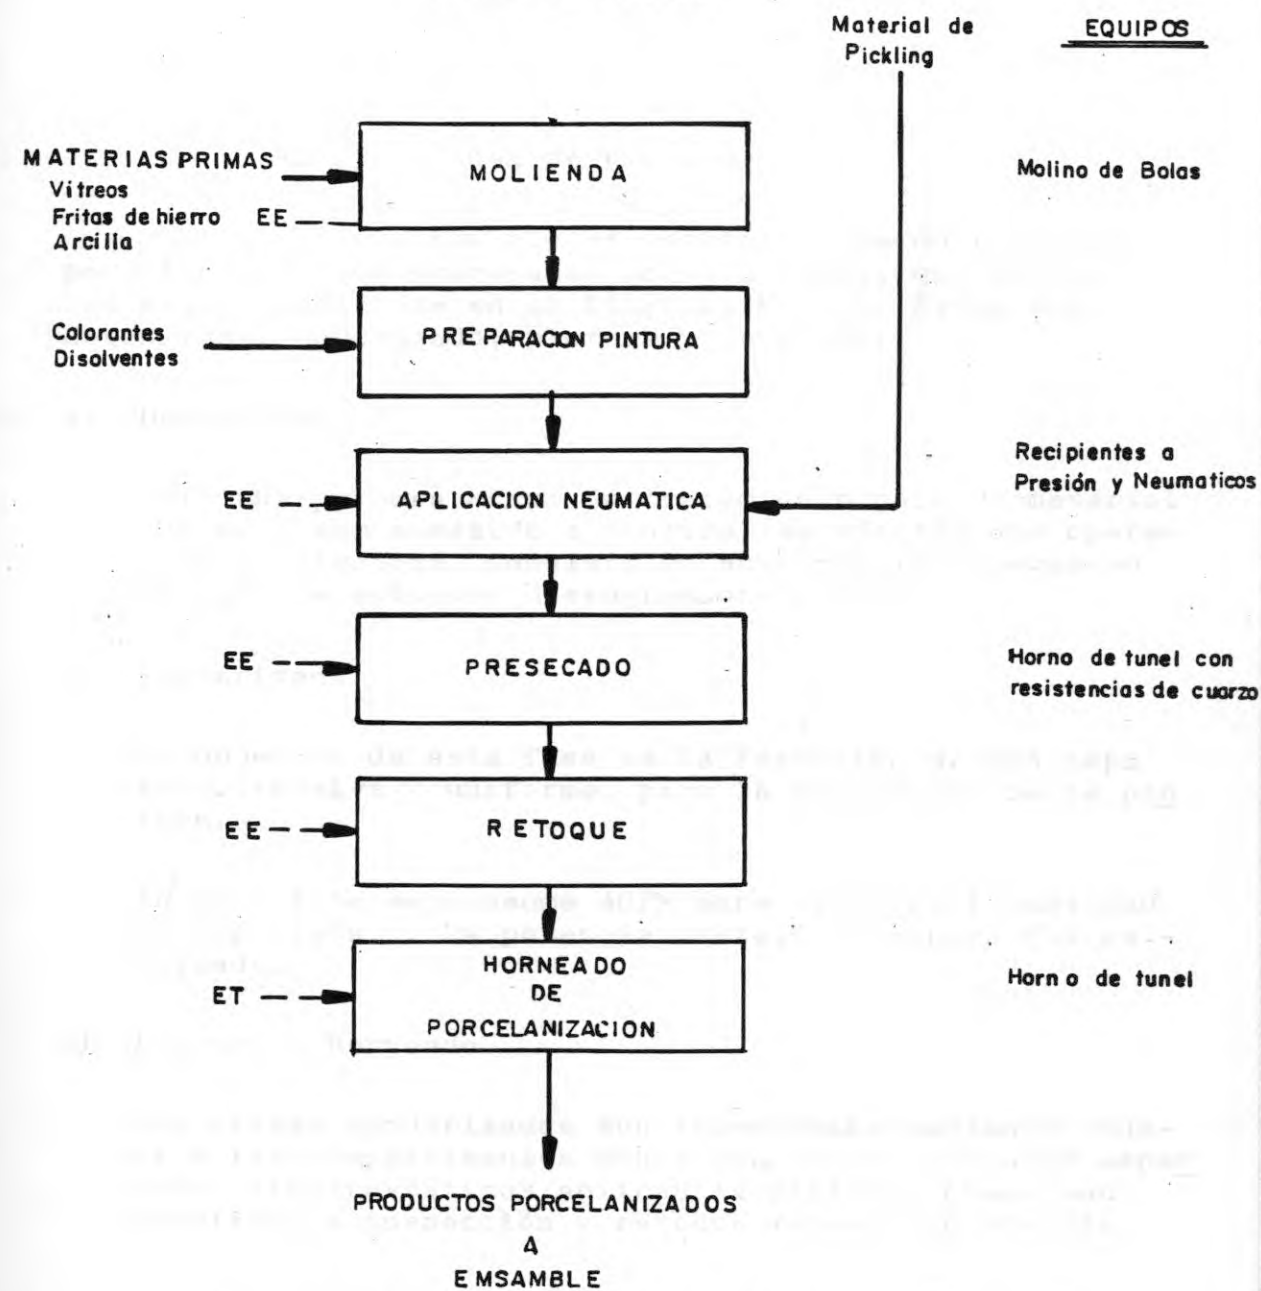 Material de
Pickling
EQUIPOS
MATERIAS PRIMAS
Vitreos
Fritas de hierro
Arcilla
EE
MOLIENDA
Molino de Bolas
Colorantes
Disolventes
PREPARACION PINTURA
EE
APLICACION NEUMATICA
Recipientes a
Presión y Neumaticos
EE
PRESECADO
Horno de tunel con
resistencias de cuarzo
EE
RETOQUE
ET
HORNEADO
DE
PORCELANIZACION
Horno de tunel
PRODUCTOS PORCELANIZADOS
A
EMSAMBLE